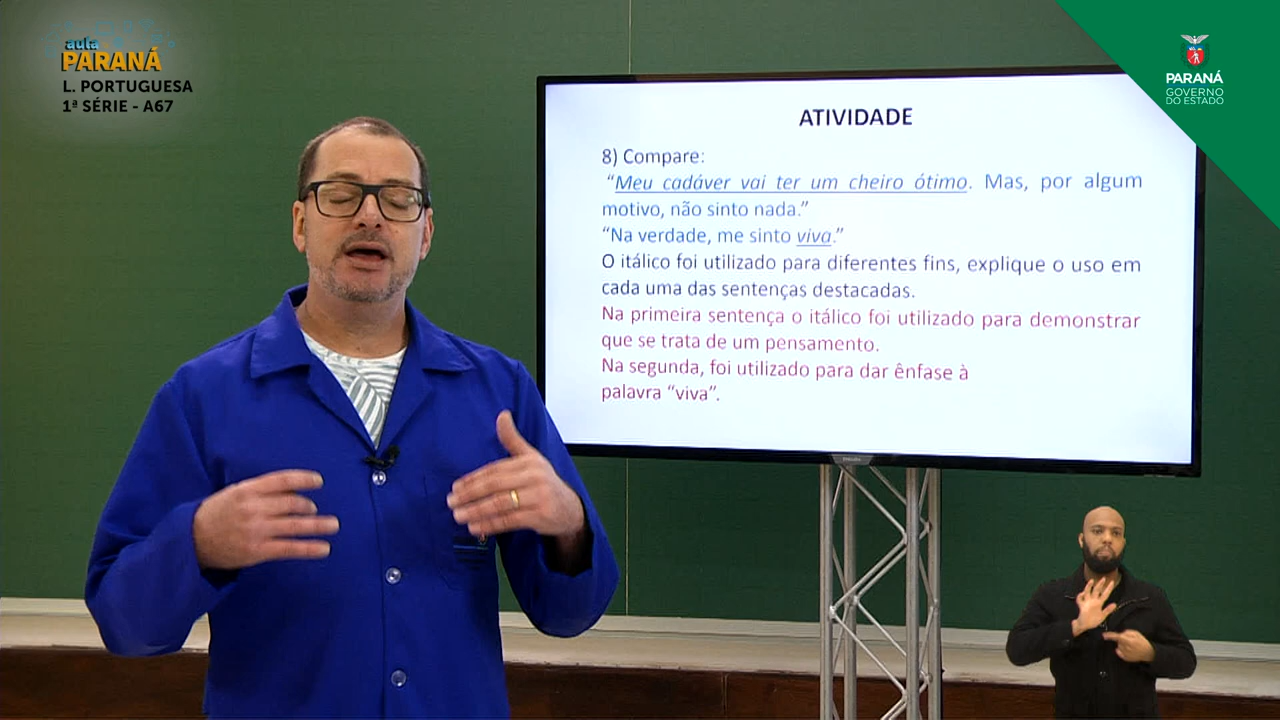 aula
PARANÁ
L. PORTUGUESA
1ª SÉRIE - A67
PARANÁ
GOVERNO
DO ESTADO
ATIVIDADE
8) Compare:
“Meu cadáver vai ter um cheiro ótimo. Mas, por algum
motivo, não sinto nada.”
“Na verdade, me sinto viva.”
O itálico foi utilizado para diferentes fins, explique o uso em
cada uma das sentenças destacadas.
Na primeira sentença o itálico foi utilizado para demonstrar
que se trata de um pensamento.
Na segunda, foi utilizado para dar ênfase à
palavra “viva”.